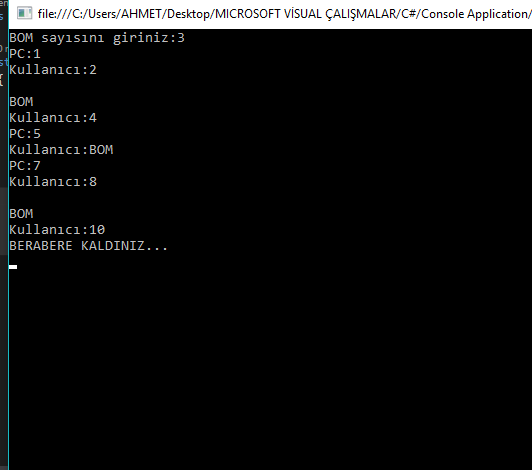 file:///C:/Users/AHMET/Desktop/MICROSOFT VİSUAL ÇALIŞMALAR/C#/Console Application/
BOM sayısını giriniz:3
PC:1
Kullanıcı:2
BOM
Kullanıcı:4
PC:5
Kullanıcı:BOM
PC:7
Kullanıcı:8
BOM
Kullanıcı:10
BERABERE KALDINIZ...